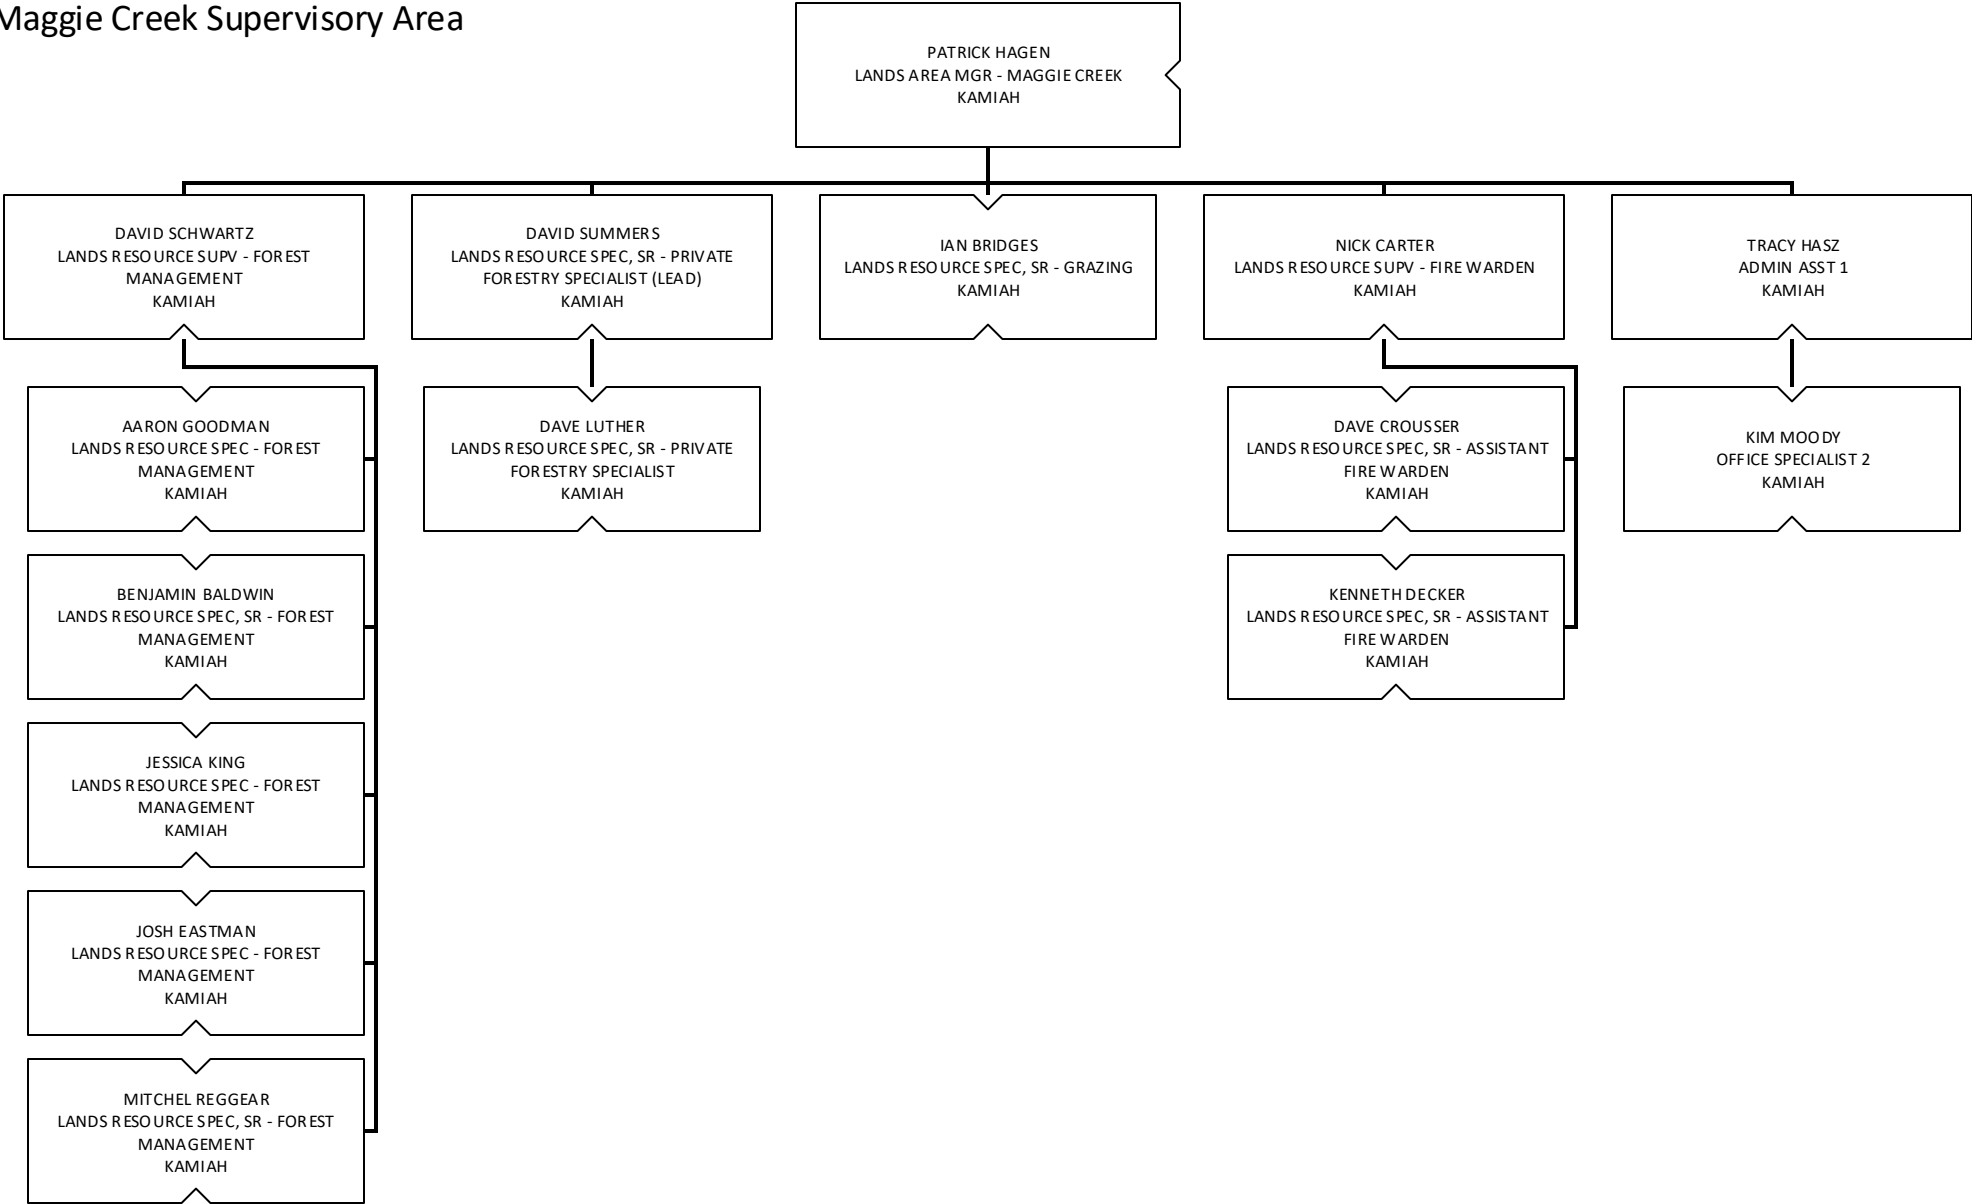 Maggie Creek Supervisory Area
PATRICK HAGEN
LANDS AREA MGR - MAGGIE CREEK
KAMIAH
DAVID SCHWARTZ
LANDS RESOURCE SUPV - FOREST
MANAGEMENT
KAMIAH
DAVID SUMMERS
LANDS RESOURCE SPEC, SR - PRIVATE
FORESTRY SPECIALIST (LEAD)
KAMIAH
IAN BRIDGES
LANDS RESOURCE SPEC, SR - GRAZING
KAMIAH
NICK CARTER
LANDS RESOURCE SUPV - FIRE WARDEN
KAMIAH
TRACY HASZ
ADMIN ASST 1
KAMIAH
AARON GOODMAN
LANDS RESOURCE SPEC - FOREST
MANAGEMENT
KAMIAH
BENJAMIN BALDWIN
LANDS RESOURCE SPEC, SR - FOREST
MANAGEMENT
KAMIAH
JESSICA KING
LANDS RESOURCE SPEC - FOREST
MANAGEMENT
KAMIAH
JOSH EASTMAN
LANDS RESOURCE SPEC - FOREST
MANAGEMENT
KAMIAH
MITCHEL REGGEAR
LANDS RESOURCE SPEC, SR - FOREST
MANAGEMENT
KAMIAH
DAVE LUTHER
LANDS RESOURCE SPEC, SR - PRIVATE
FORESTRY SPECIALIST
KAMIAH
DAVE CROUSSER
LANDS RESOURCE SPEC, SR - ASSISTANT
FIRE WARDEN
KAMIAH
KENNETH DECKER
LANDS RESOURCE SPEC, SR - ASSISTANT
FIRE WARDEN
KAMIAH
KIM MOODY
OFFICE SPECIALIST 2
KAMIAH